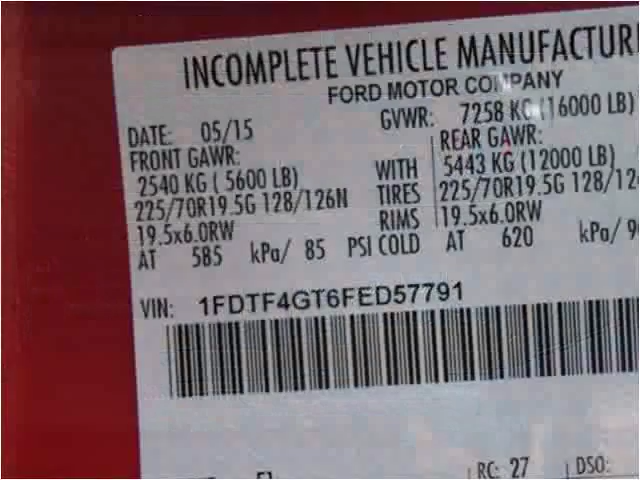 INCOMPLETE VEHICLE MANUFACTUR
FORD MOTOR COMPANY
DATE: 05/15 GVWR: 7258 KG (16000 LB)
FRONT GAWR: REAR GAWR:
2540 KG ( 5600 LB) WITH 5443 KG (12000 LB)
225/70R19.5G 128/126N TIRES 225/70R19.5G 128/12
19.5x6.0RW RIMS 19.5x6.0RW
AT 585 kPa/ 85 PSI COLD AT 620 kPa/ 9
VIN: 1FDTF4GT6FED57791
RC: 27 DSO: